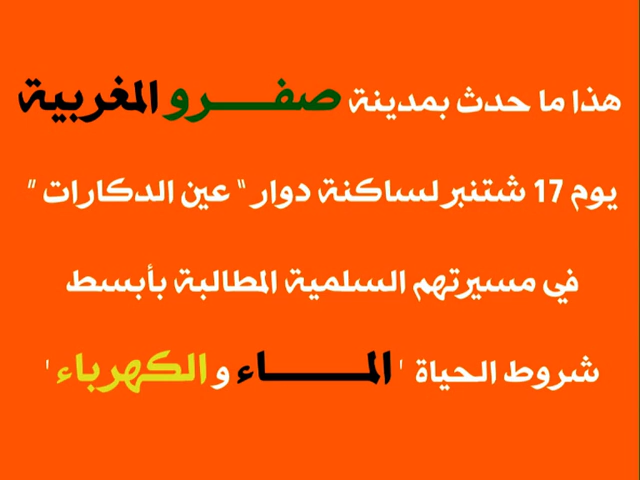 هذا ما حدث بمدينة صفـــرو المغربية
يوم 17 شتنبر لساكنة دوار " عين الدكارات "
في مسيرتهم السلمية المطالبة بأبسط
شروط الحياة ' المـــــاء و الكهرباء '